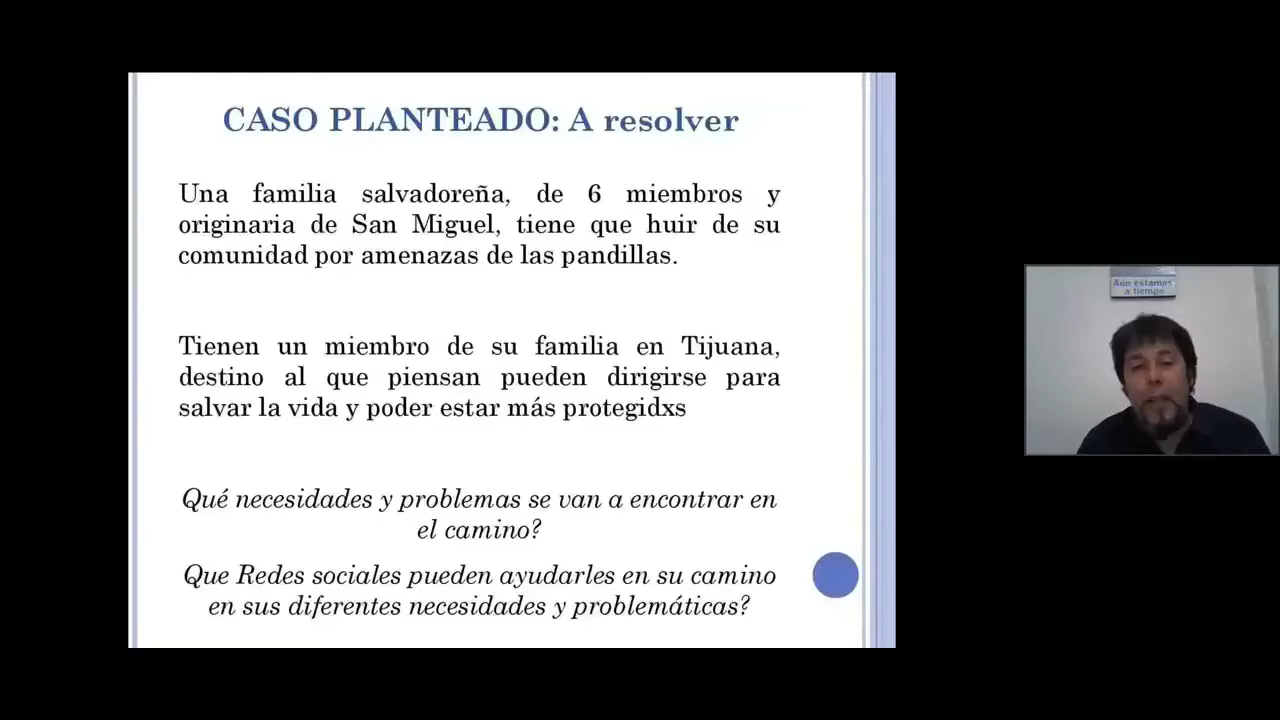 CASO PLANTEADO: A resolver
Una familia salvadoreña, de 6 miembros y
originaria de San Miguel, tiene que huir de su
comunidad por amenazas de las pandillas.
Tienen un miembro de su familia en Tijuana,
destino al que piensan pueden dirigirse para
salvar la vida y poder estar más protegidxs
Qué necesidades y problemas se van a encontrar en
el camino?
Que Redes sociales pueden ayudarles en su camino
en sus diferentes necesidades y problemáticas?
Aún estamos
a tiempo